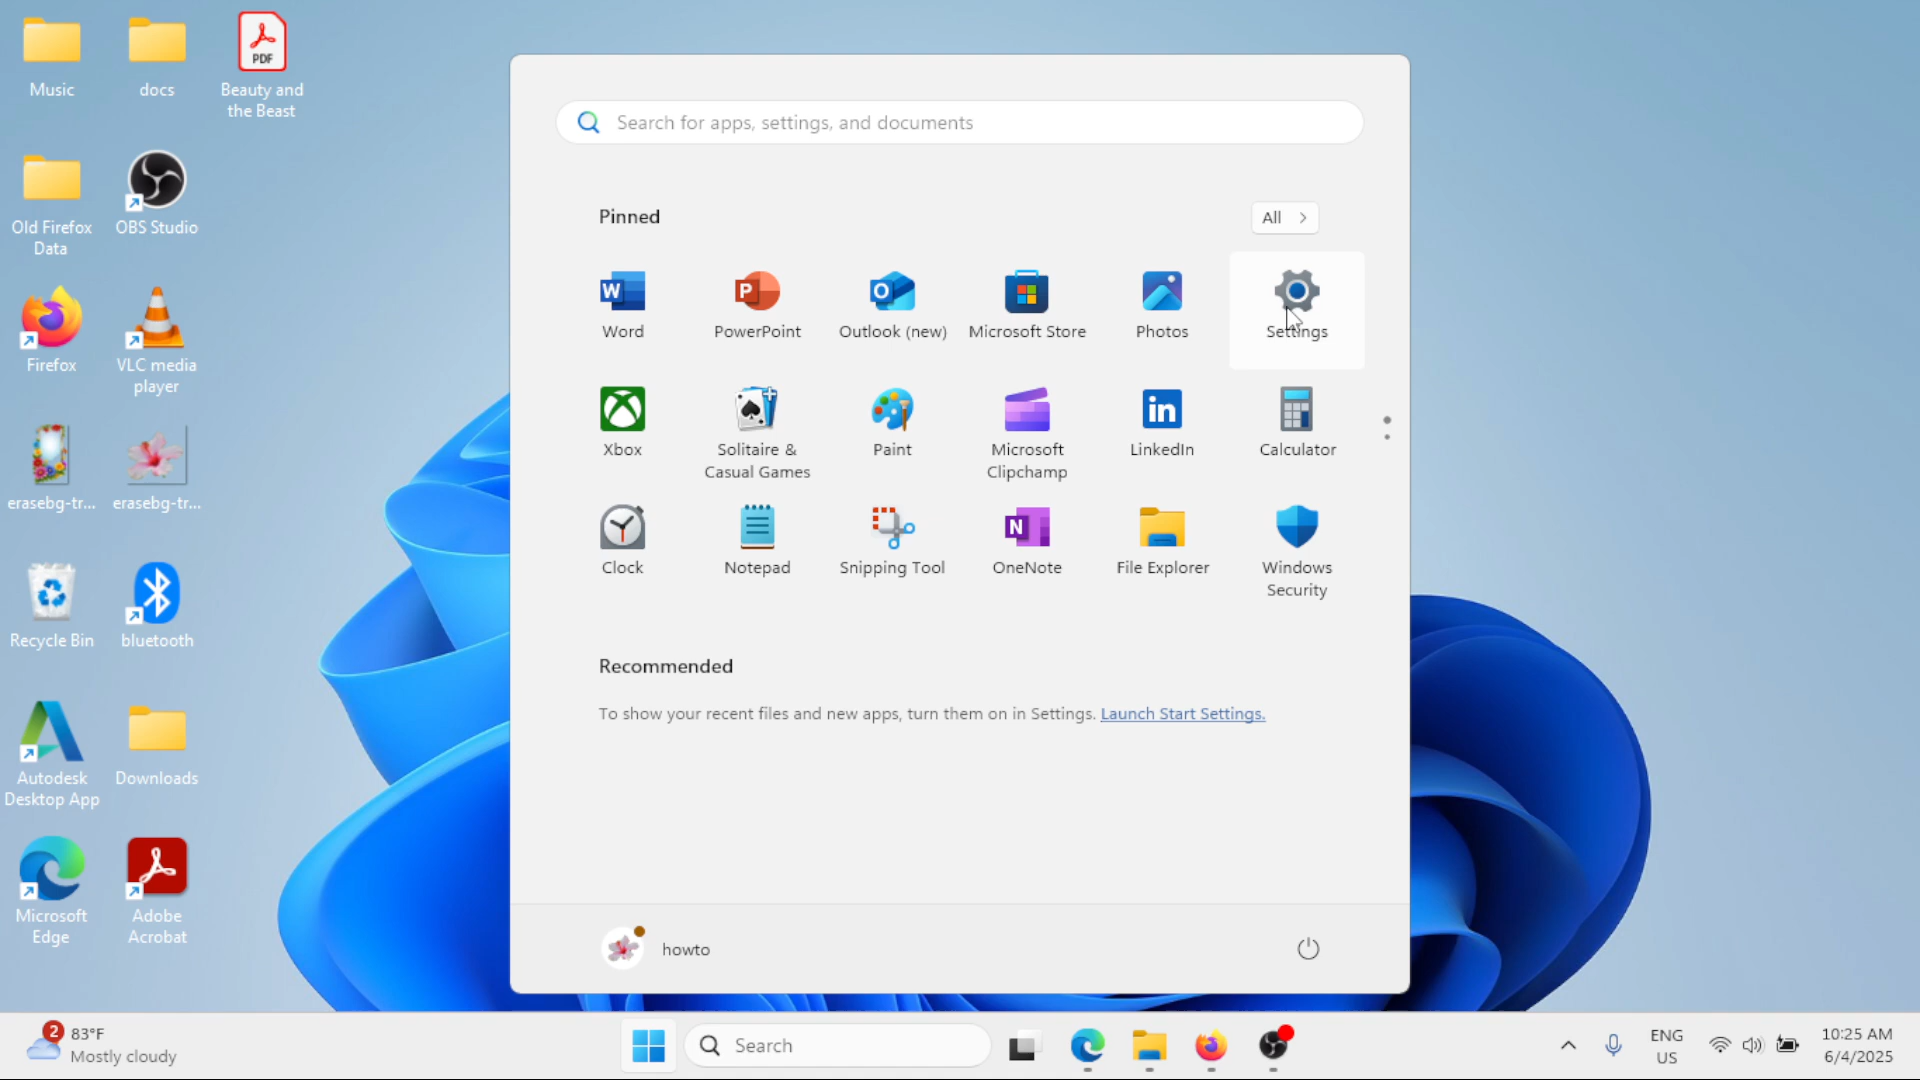 Music
docs
Beauty and
the Beast
PDF
Old Firefox
Data
OBS Studio
Firefox
VLC media
player
erasebg-tr...
erasebg-tr...
Recycle Bin
bluetooth
Autodesk
Desktop App
Downloads
Microsoft
Edge
Adobe
Acrobat
Search for apps, settings, and documents
Pinned
All
W
Word
P
PowerPoint
O
Outlook (new)
Microsoft Store
Photos
Settings
Xbox
Solitaire &
Casual Games
Paint
Microsoft
Clipchamp
in
LinkedIn
Calculator
Clock
Notepad
Snipping Tool
N
OneNote
File Explorer
Windows
Security
Recommended
To show your recent files and new apps, turn them on in Settings. Launch Start Settings.
howto
2
83°F
Mostly cloudy
Search
ENG
US
10:25 AM
6/4/2025